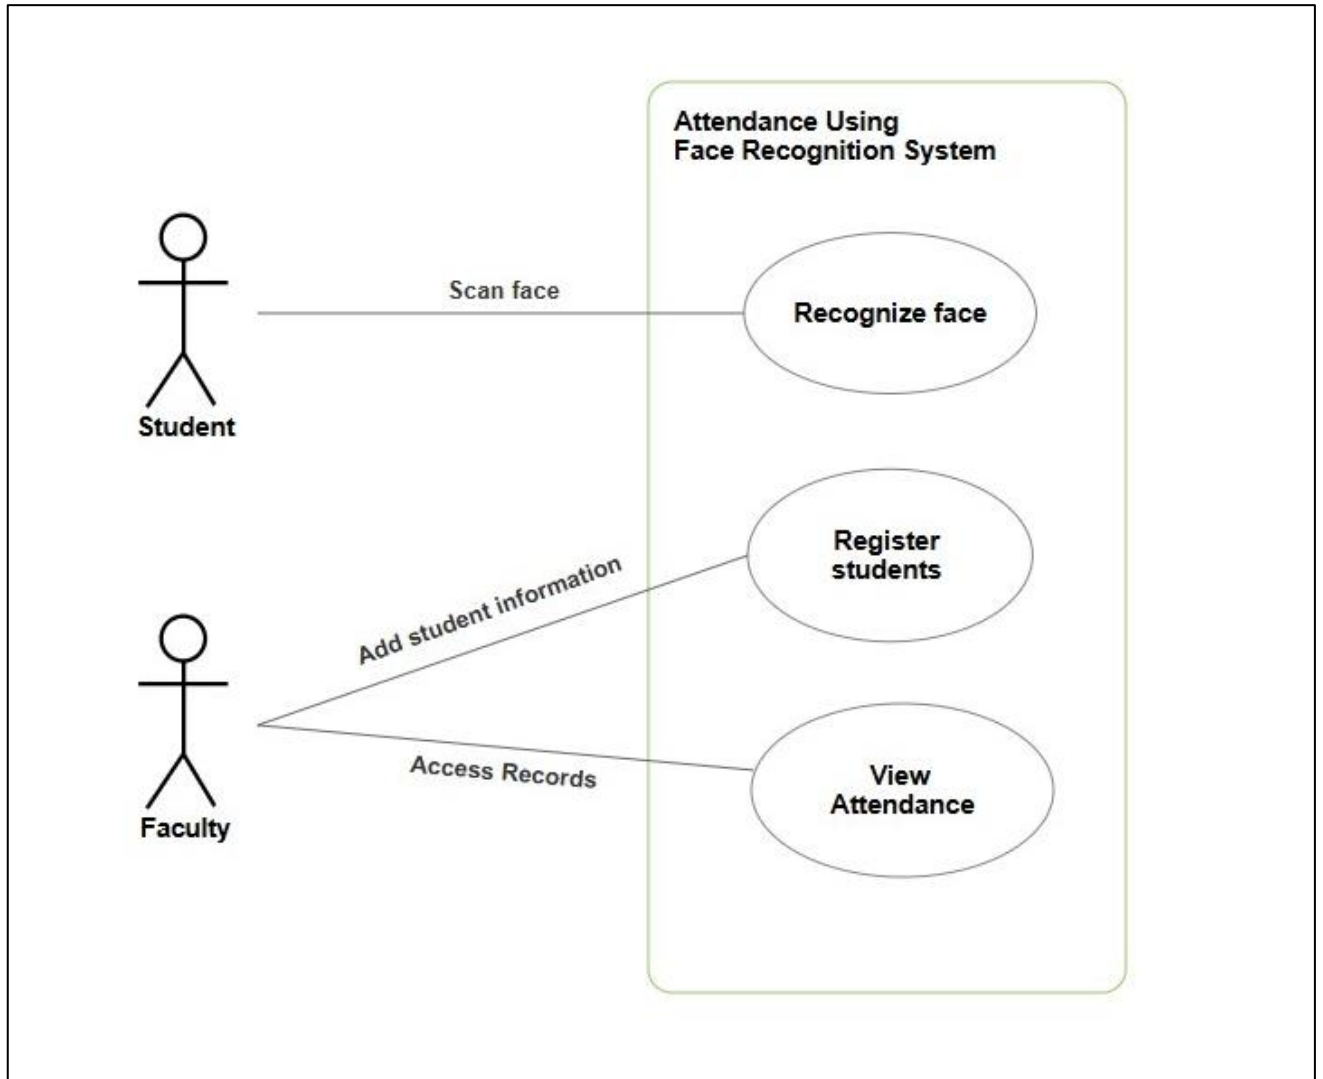 Attendance Using
Face Recognition System
Scan face
Recognize face
Student
Add student information
Register
students
Access Records
View
Attendance
Faculty